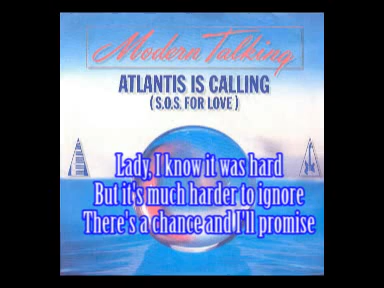 Modern Talking
ATLANTIS IS CALLING
(S.O.S. FOR LOVE)
Lady, I know it was hard
But it's much harder to ignore
There's a chance and I'll promise